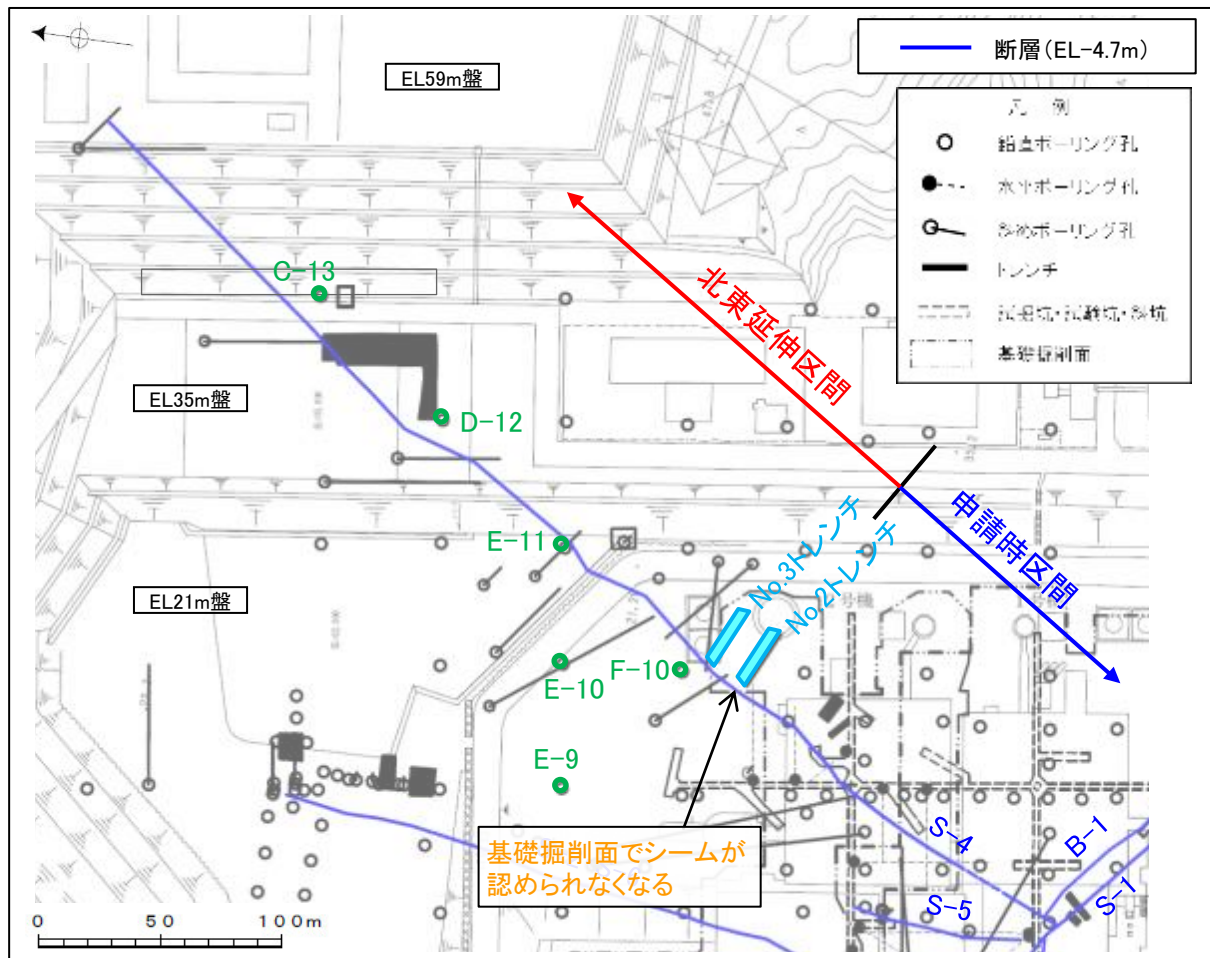 断層(EL-4.7m)
EL59m盤
凡 例
鉛直ボーリング孔
水平ボーリング孔
斜めボーリング孔
トレンチ
試掘坑・試験坑・斜坑
基礎掘削面
北東延伸区間
C-13
EL35m盤
D-12
申請時区間
No.3トレンチ
No.2トレンチ
E-11
EL21m盤
号機
E-10
F-10
E-9
基礎掘削面でシームが
認められなくなる
S-4
B-1
S-5
S-1
0 50 100m